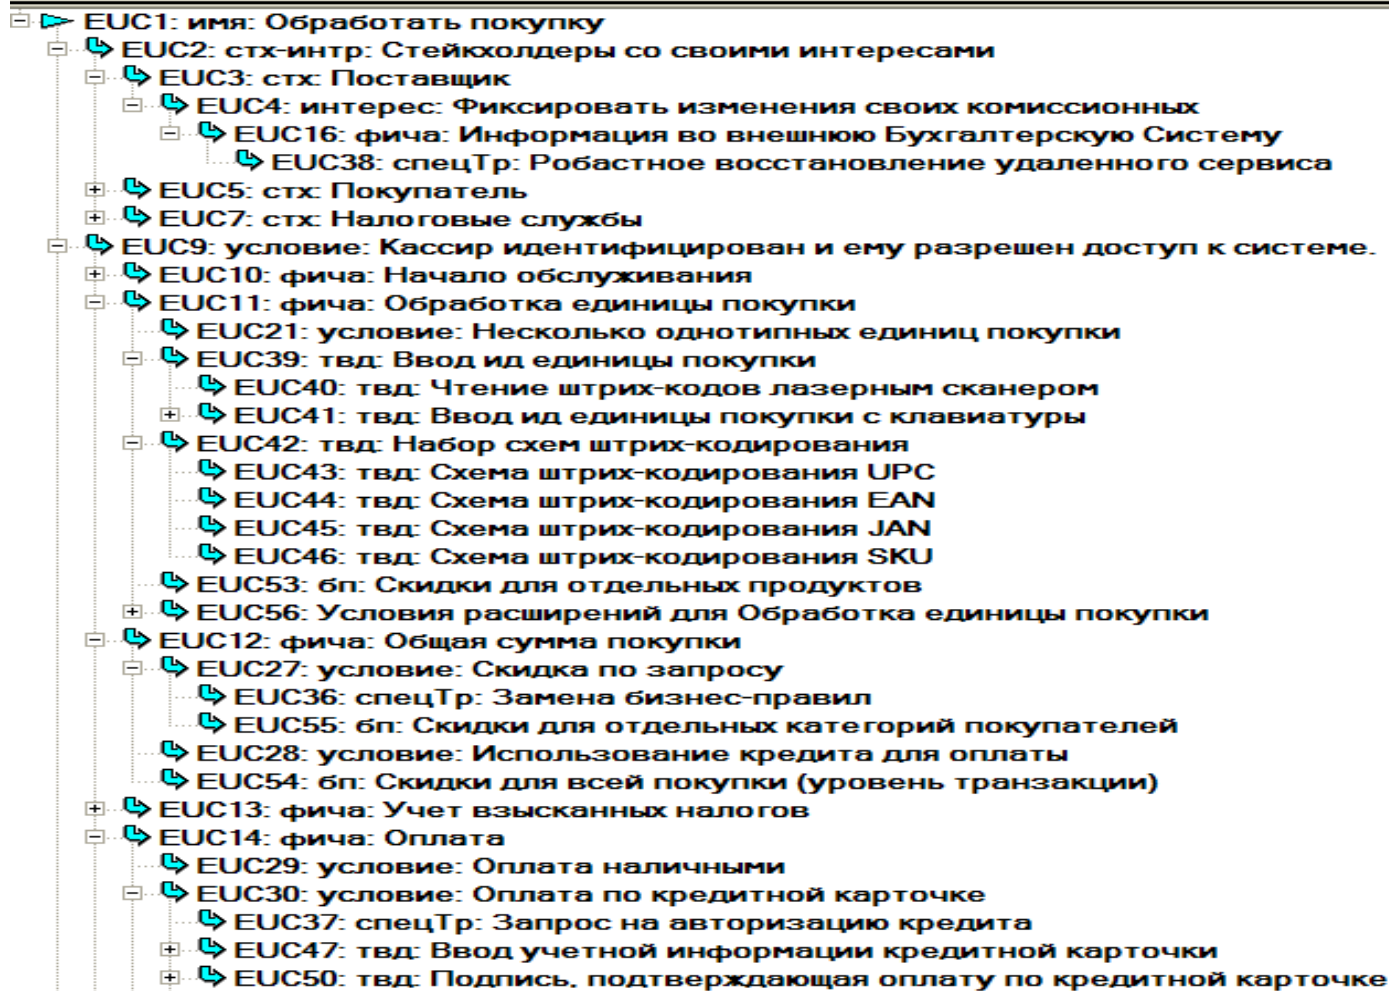 EUC1: имя: Обработать покупку
EUC2: стх-интр: Стейкхолдеры со своими интересами
EUC3: стх: Поставщик
EUC4: интерес: Фиксировать изменения своих комиссионных
EUC16: фича: Информация во внешнюю Бухгалтерскую Систему
EUC38: спецТр: Робастное восстановление удаленного сервиса
EUC5: стх: Покупатель
EUC7: стх: Налоговые службы
EUC9: условие: Кассир идентифицирован и ему разрешен доступ к системе.
EUC10: фича: Начало обслуживания
EUC11: фича: Обработка единицы покупки
EUC21: условие: Несколько однотипных единиц покупки
EUC39: твд: Ввод ид единицы покупки
EUC40: твд: Чтение штрих-кодов лазерным сканером
EUC41: твд: Ввод ид единицы покупки с клавиатуры
EUC42: твд: Набор схем штрих-кодирования
EUC43: твд: Схема штрих-кодирования UPC
EUC44: твд: Схема штрих-кодирования EAN
EUC45: твд: Схема штрих-кодирования JAN
EUC46: твд: Схема штрих-кодирования SKU
EUC53: бп: Скидки для отдельных продуктов
EUC56: Условия расширений для Обработка единицы покупки
EUC12: фича: Общая сумма покупки
EUC27: условие: Скидка по запросу
EUC36: спецТр: Замена бизнес-правил
EUC55: бп: Скидки для отдельных категорий покупателей
EUC28: условие: Использование кредита для оплаты
EUC54: бп: Скидки для всей покупки (уровень транзакции)
EUC13: фича: Учет взысканных налогов
EUC14: фича: Оплата
EUC29: условие: Оплата наличными
EUC30: условие: Оплата по кредитной карточке
EUC37: спецТр: Запрос на авторизацию кредита
EUC47: твд: Ввод учетной информации кредитной карточки
EUC50: твд: Подпись, подтверждающая оплату по кредитной карточке